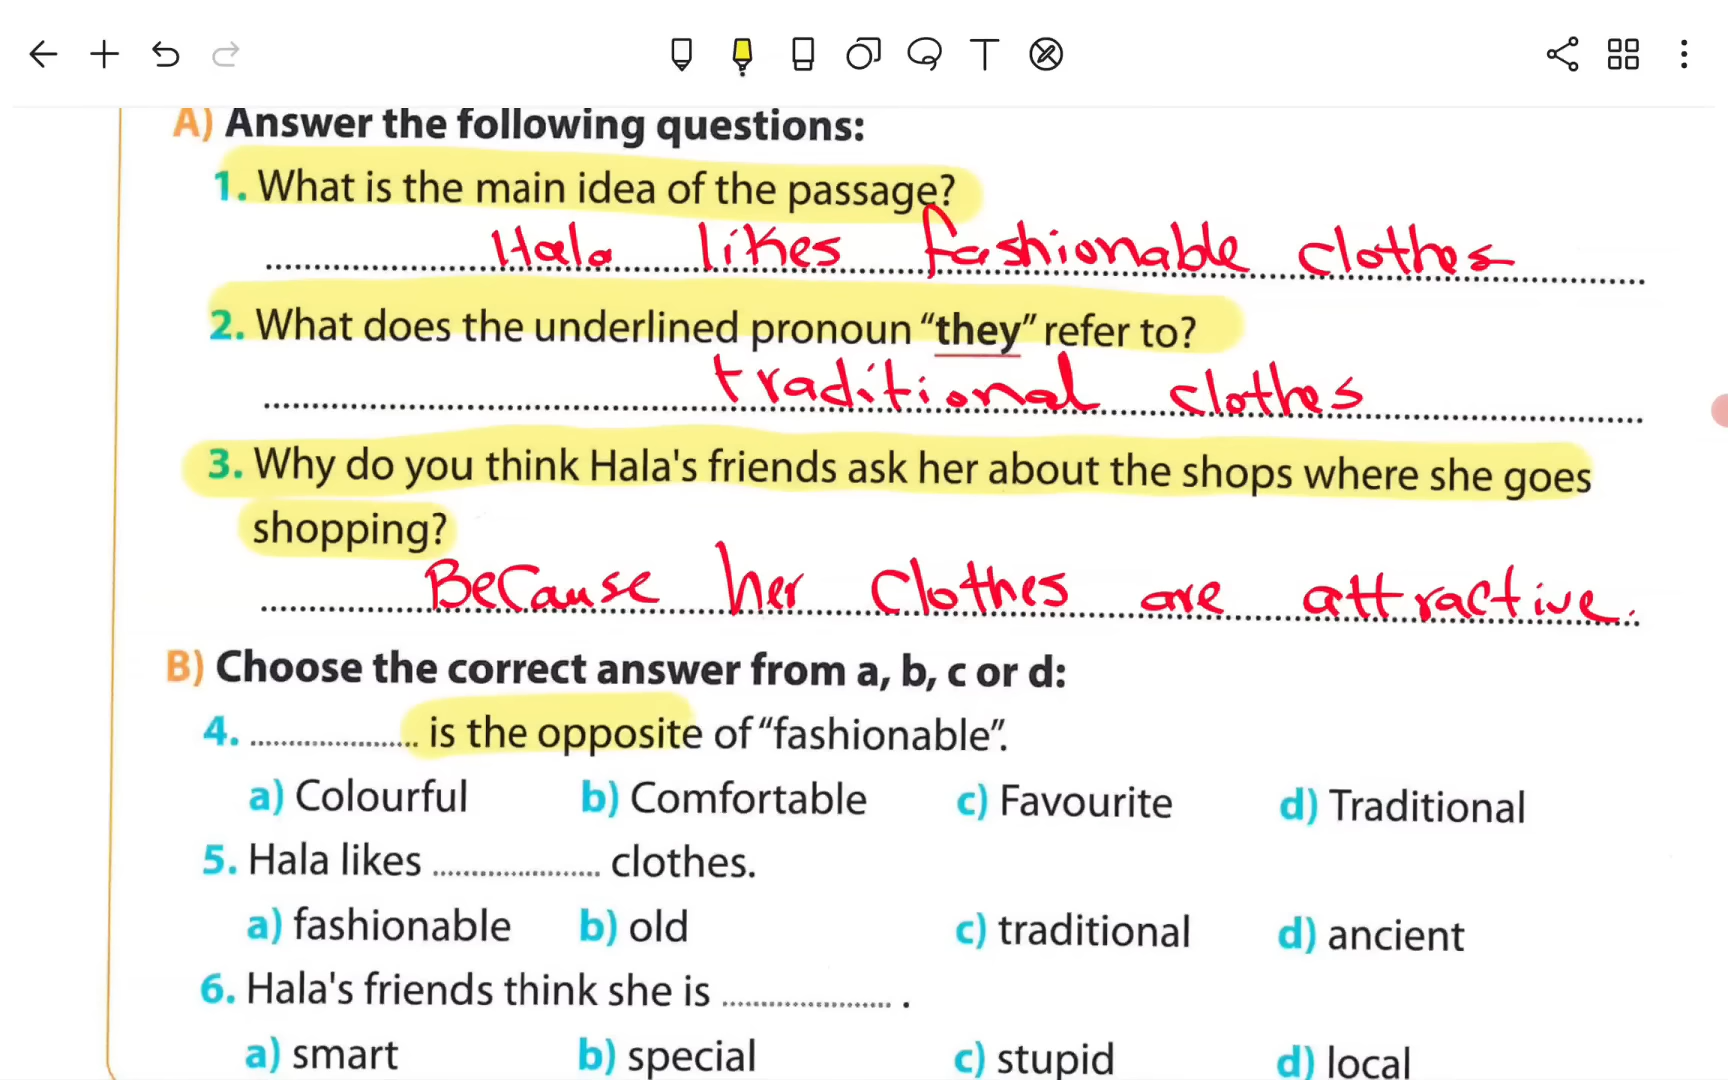 A) Answer the following questions:
1. What is the main idea of the passage?
Hala likes fashionable clothes
2. What does the underlined pronoun “they” refer to?
traditional clothes
3. Why do you think Hala's friends ask her about the shops where she goes
shopping?
Because her clothes are attractive.
B) Choose the correct answer from a, b, c or d:
4. .................... is the opposite of “fashionable”.
a) Colourful b) Comfortable c) Favourite d) Traditional
5. Hala likes .................... clothes.
a) fashionable b) old c) traditional d) ancient
6. Hala's friends think she is .................... .
a) smart b) special c) stupid d) local